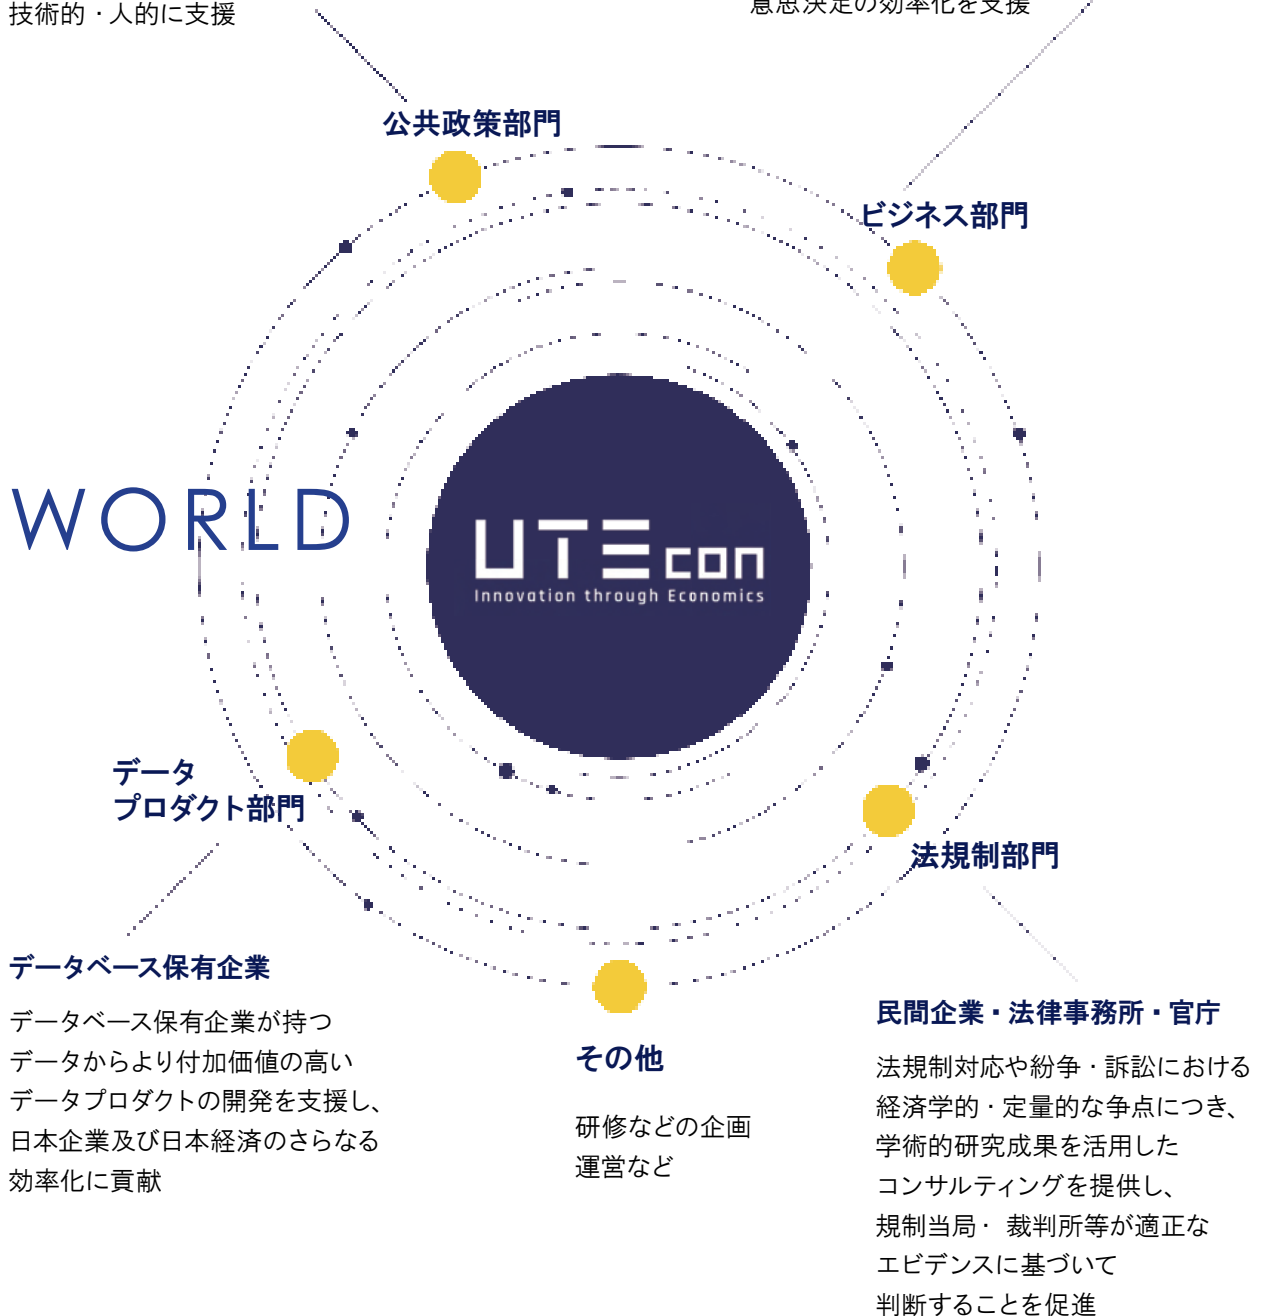 技術的・人的に支援
意思決定の効率化を支援
公共政策部門
ビジネス部門
WORLD
UTEcon
Innovation through Economics
データ
プロダクト部門
法規制部門
データベース保有企業
データベース保有企業が持つ
データからより付加価値の高い
データプロダクトの開発を支援し、
日本企業及び日本経済のさらなる
効率化に貢献
その他
研修などの企画
運営など
民間企業・法律事務所・官庁
法規制対応や紛争・訴訟における
経済学的・定量的な争点につき、
学術的研究成果を活用した
コンサルティングを提供し、
規制当局・ 裁判所等が適正な
エビデンスに基づいて
判断することを促進